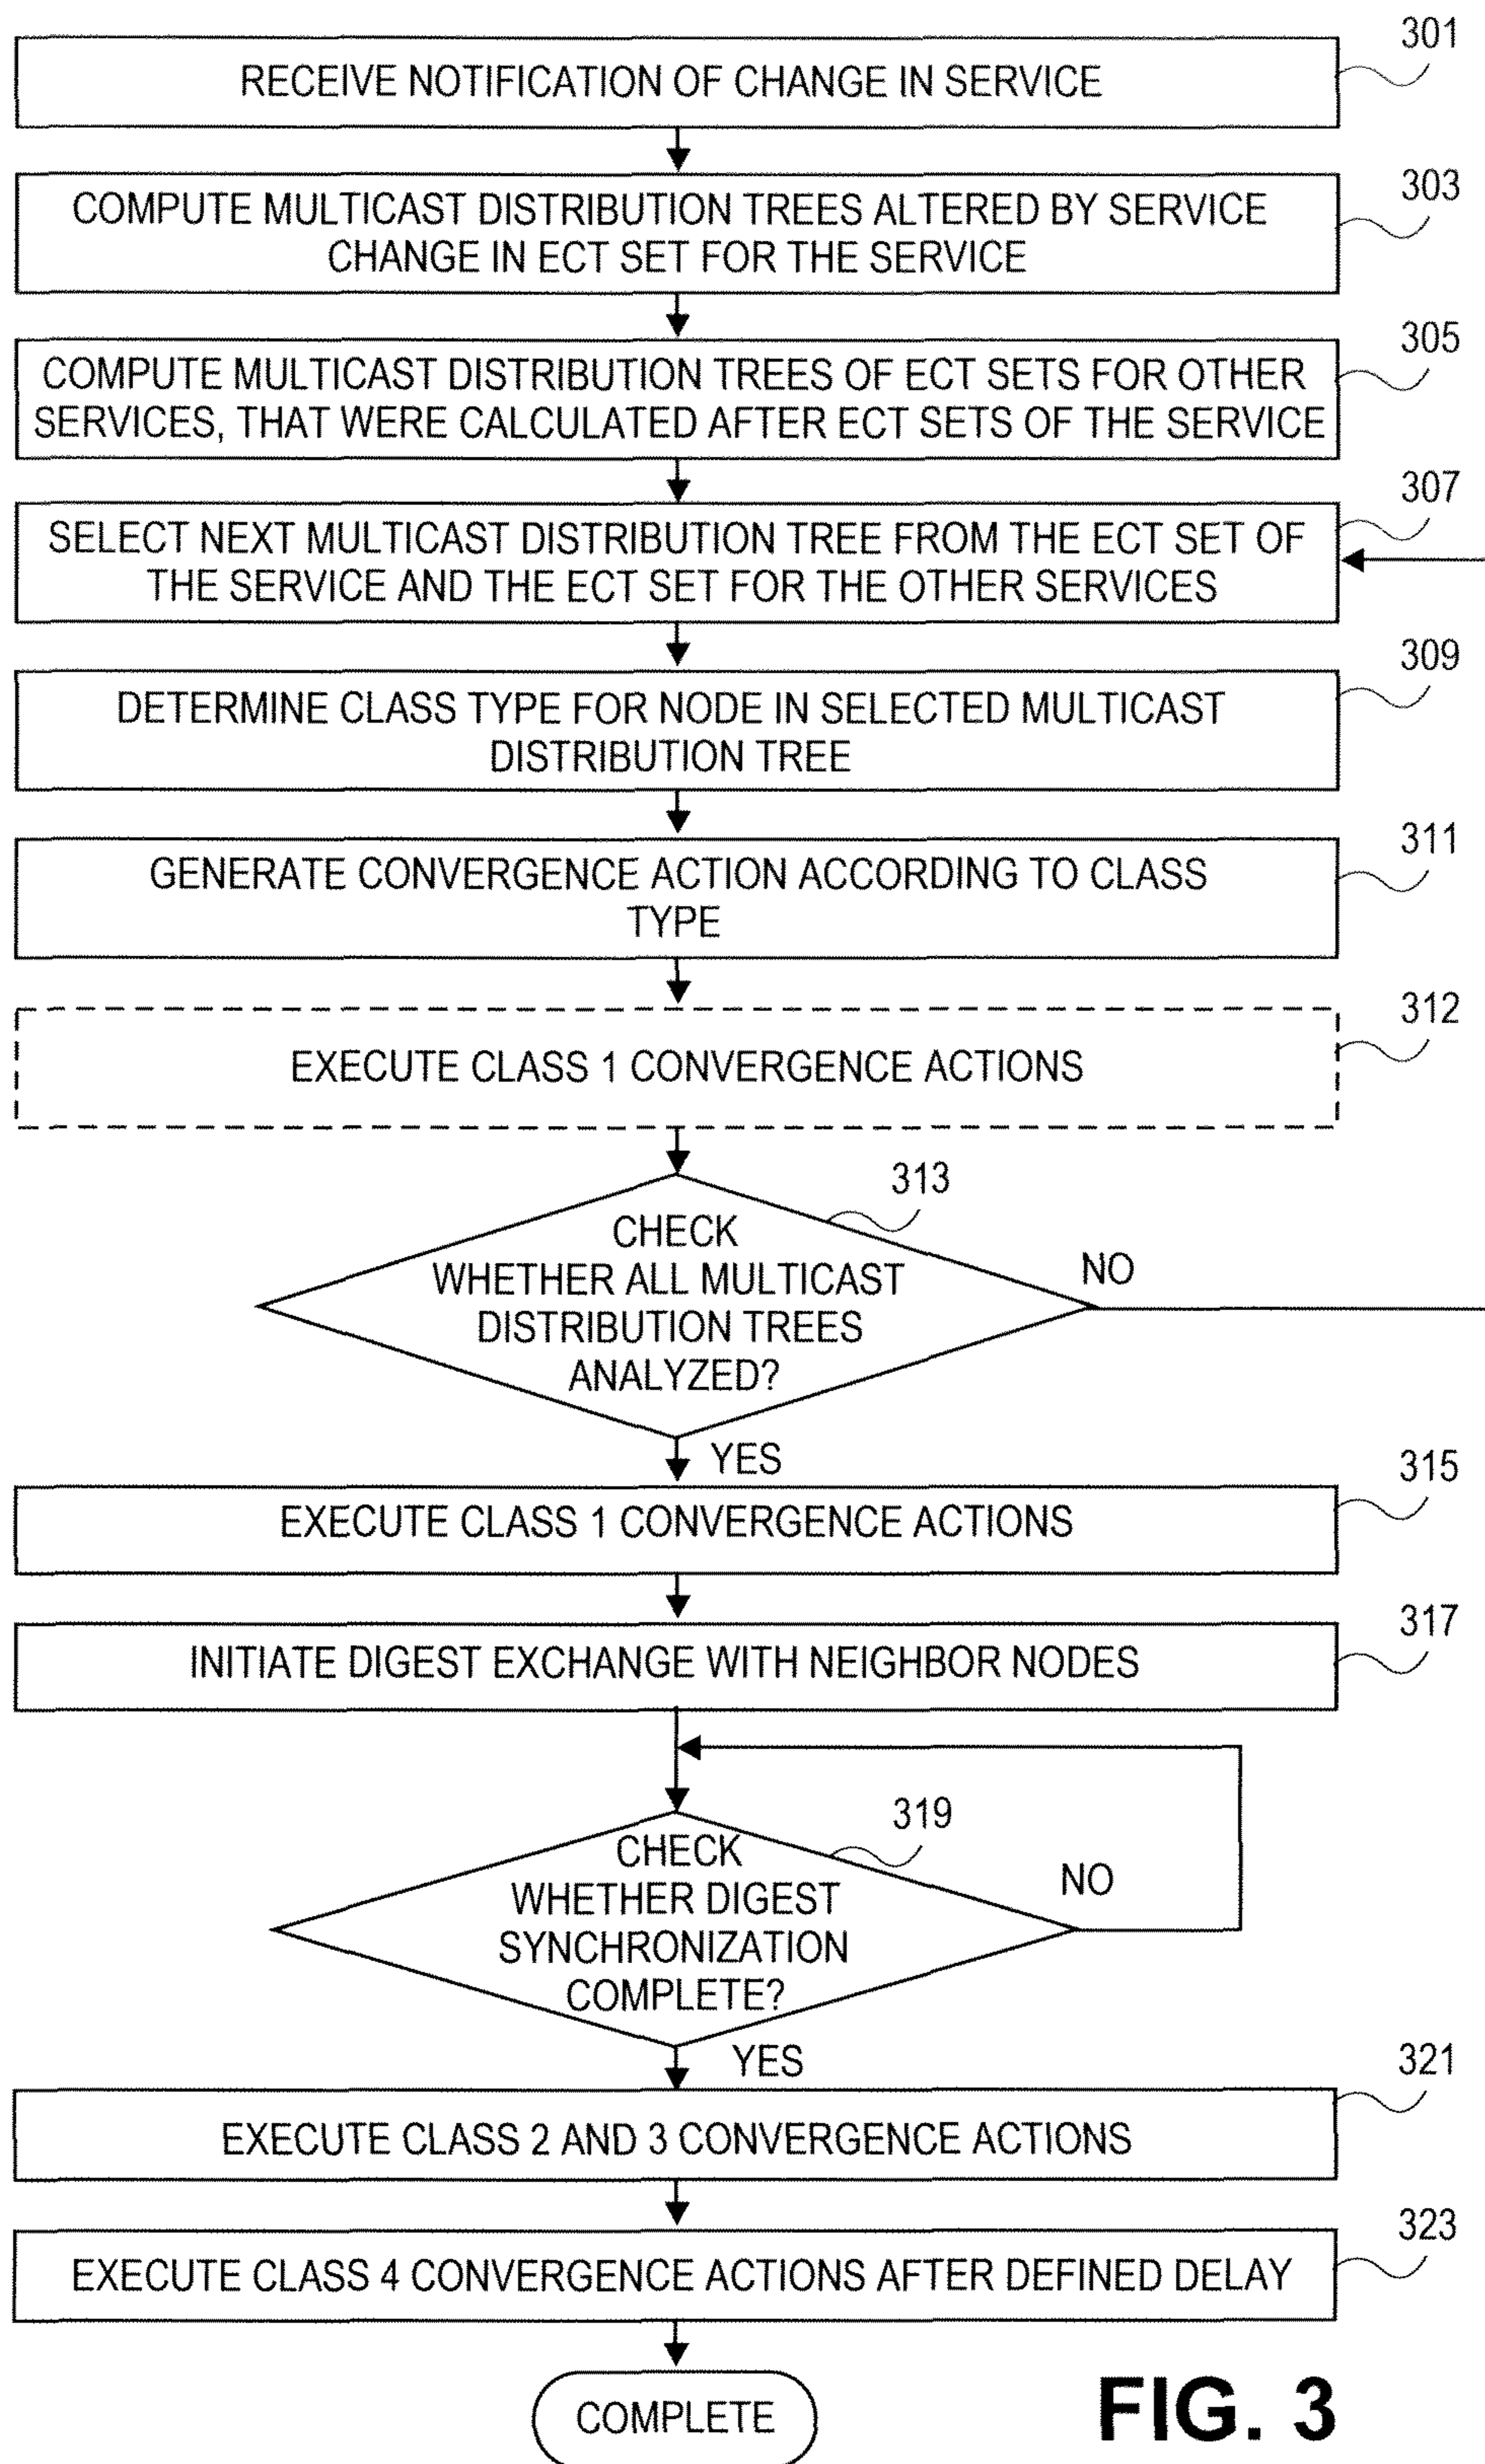 301
RECEIVE NOTIFICATION OF CHANGE IN SERVICE
303
COMPUTE MULTICAST DISTRIBUTION TREES ALTERED BY SERVICE
CHANGE IN ECT SET FOR THE SERVICE
305
COMPUTE MULTICAST DISTRIBUTION TREES OF ECT SETS FOR OTHER
SERVICES, THAT WERE CALCULATED AFTER ECT SETS OF THE SERVICE
307
SELECT NEXT MULTICAST DISTRIBUTION TREE FROM THE ECT SET OF
THE SERVICE AND THE ECT SET FOR THE OTHER SERVICES
309
DETERMINE CLASS TYPE FOR NODE IN SELECTED MULTICAST
DISTRIBUTION TREE
311
GENERATE CONVERGENCE ACTION ACCORDING TO CLASS
TYPE
312
EXECUTE CLASS 1 CONVERGENCE ACTIONS
313
CHECK
WHETHER ALL MULTICAST
DISTRIBUTION TREES
ANALYZED?
NO
YES
315
EXECUTE CLASS 1 CONVERGENCE ACTIONS
317
INITIATE DIGEST EXCHANGE WITH NEIGHBOR NODES
319
CHECK
WHETHER DIGEST
SYNCHRONIZATION
COMPLETE?
NO
YES
321
EXECUTE CLASS 2 AND 3 CONVERGENCE ACTIONS
323
EXECUTE CLASS 4 CONVERGENCE ACTIONS AFTER DEFINED DELAY
COMPLETE
FIG. 3